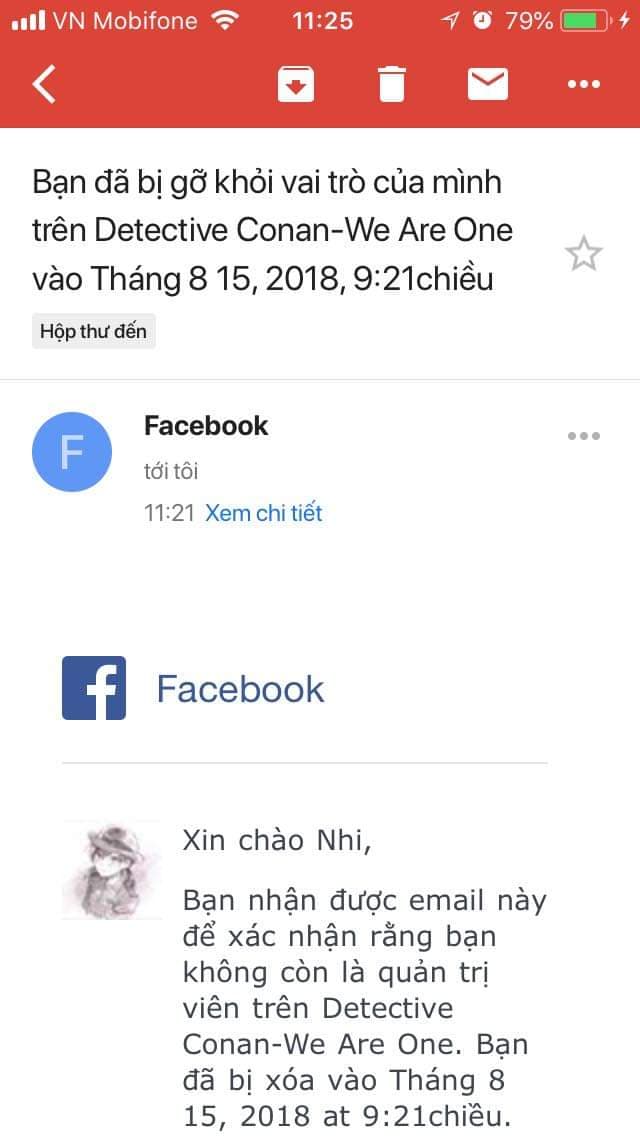 VN Mobifone 11:25 79%
Bạn đã bị gỡ khỏi vai trò của mình
trên Detective Conan-We Are One
vào Tháng 8 15, 2018, 9:21chiều
Hộp thư đến
F
Facebook
tới tôi
11:21 Xem chi tiết
f Facebook
Xin chào Nhi,
Bạn nhận được email này
để xác nhận rằng bạn
không còn là quản trị
viên trên Detective
Conan-We Are One. Bạn
đã bị xóa vào Tháng 8
15, 2018 at 9:21chiều.